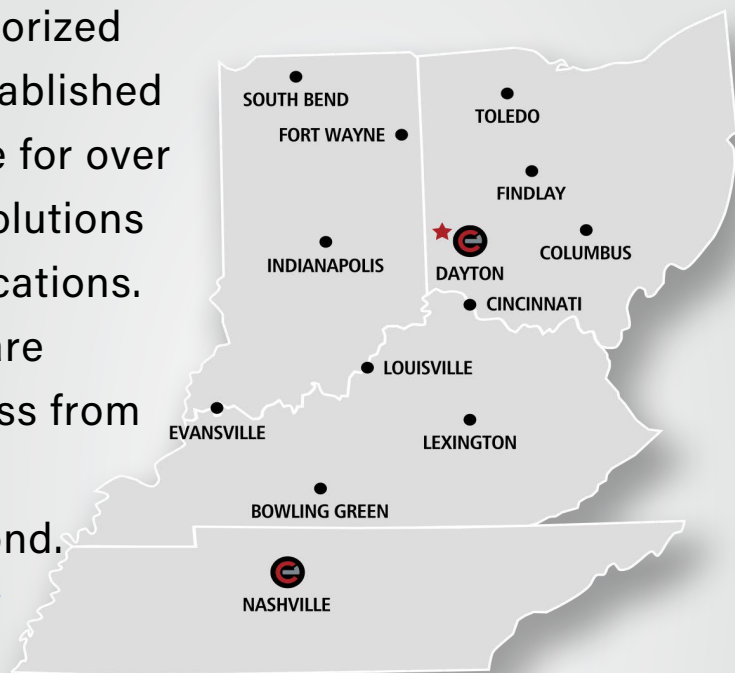 orized
ablished
e for over
olutions
cations.
are
ss from
ond.
SOUTH BEND
FORT WAYNE
TOLEDO
FINDLAY
INDIANAPOLIS
DAYTON
COLUMBUS
CINCINNATI
LOUISVILLE
EVANSVILLE
LEXINGTON
BOWLING GREEN
NASHVILLE